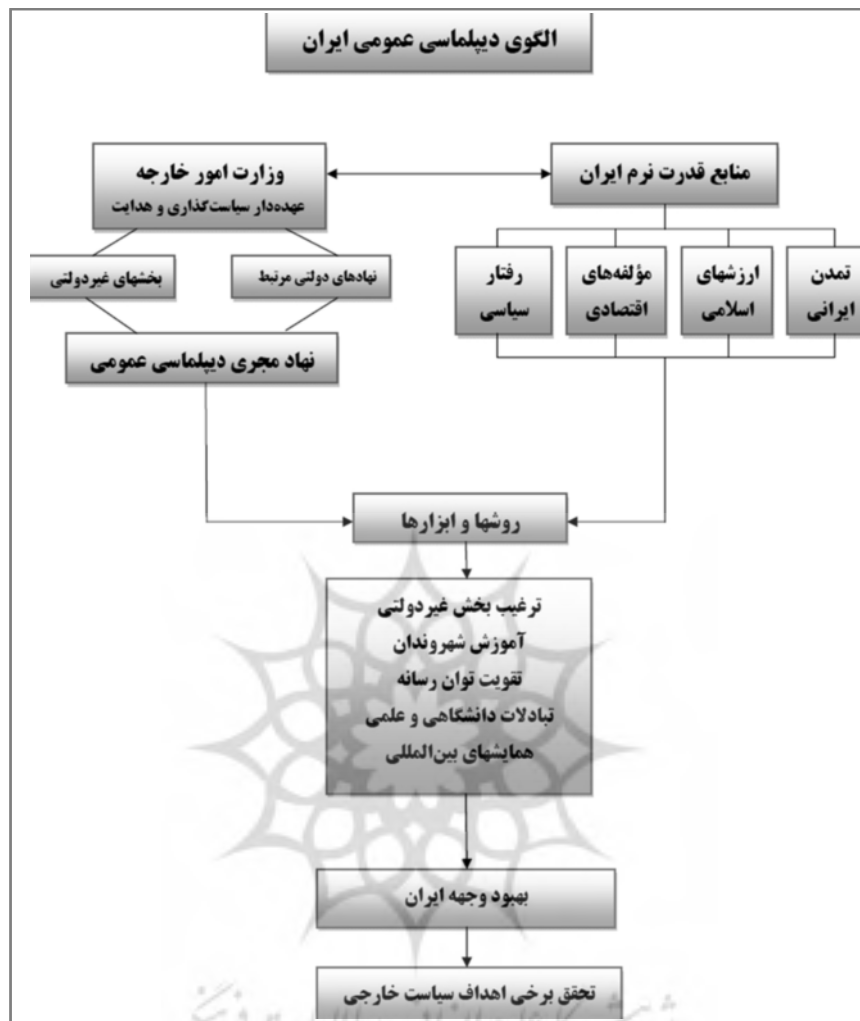 الگوی دیپلماسی عمومی ایران
منابع قدرت نرم ایران
وزارت امور خارجه
عهده‌دار سیاست‌گذاری و هدایت
تمدن
ایرانی
ارزشهای
اسلامی
مؤلفه‌های
اقتصادی
رفتار
سیاسی
نهادهای دولتی مرتبط
بخشهای غیردولتی
نهاد مجری دیپلماسی عمومی
روشها و ابزارها
ترغیب بخش غیردولتی
آموزش شهروندان
تقویت توان رسانه
تبادلات دانشگاهی و علمی
همایشهای بین‌المللی
بهبود وجهه ایران
تحقق برخی اهداف سیاست خارجی